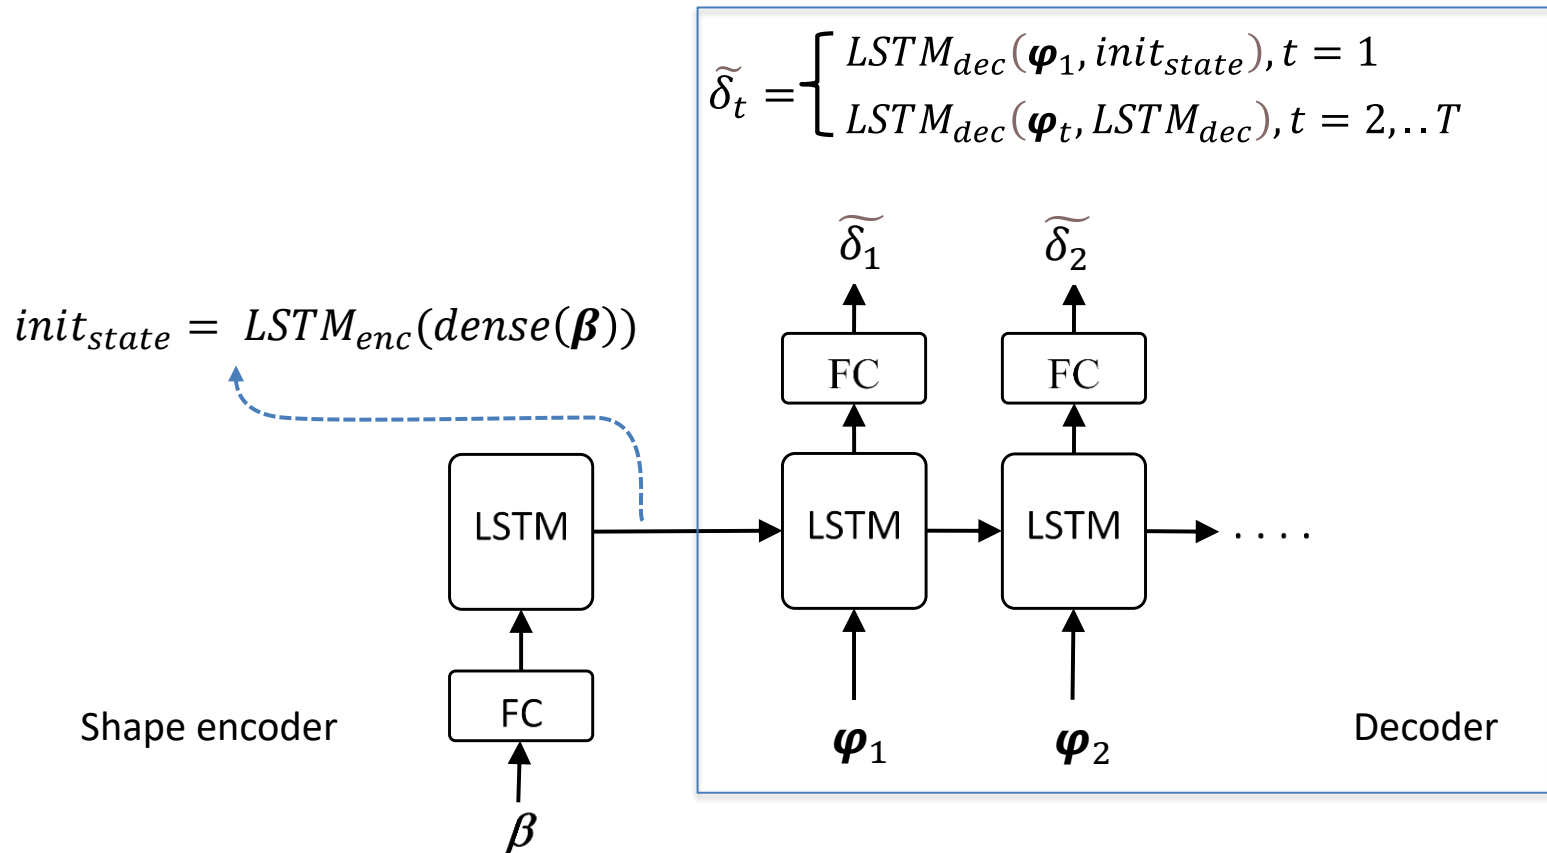 δ̃_t = { LSTM_dec(𝝋_1, init_state), t = 1
LSTM_dec(𝝋_t, LSTM_dec), t = 2,..T
δ̃_1 δ̃_2
init_state = LSTM_enc(dense(𝜷))
FC FC
LSTM LSTM LSTM . . . .
FC
Shape encoder
𝝋_1 𝝋_2
Decoder
𝜷